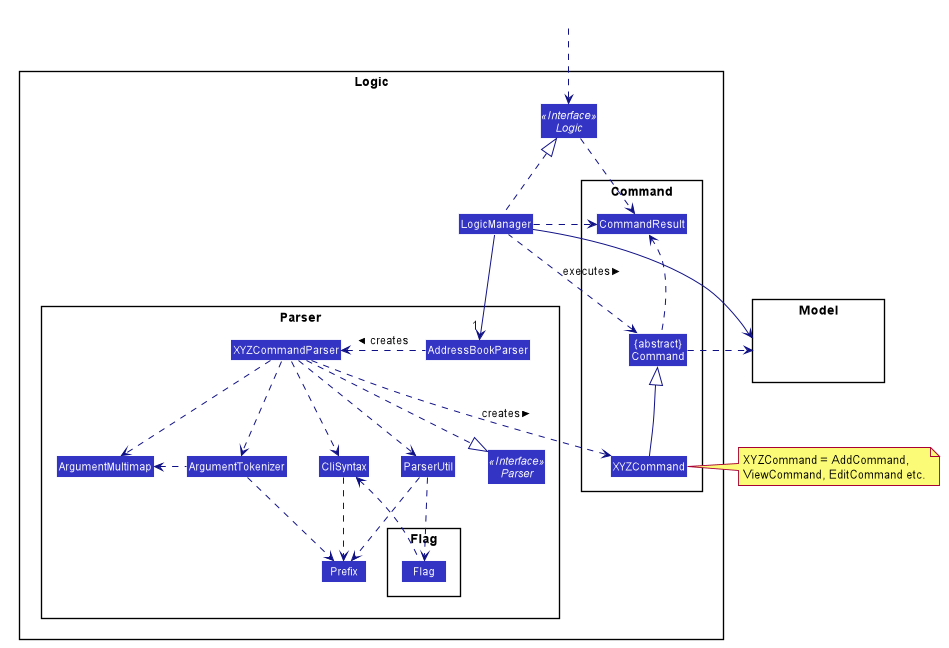 Logic
«Interface»
Logic
Command
LogicManager
CommandResult
executes ►
Model
Parser
1
◄ creates
XYZCommandParser
AddressBookParser
{abstract}
Command
creates ►
ArgumentMultimap
ArgumentTokenizer
CliSyntax
ParserUtil
«Interface»
Parser
XYZCommand
XYZCommand = AddCommand,
ViewCommand, EditCommand etc.
Flag
Prefix
Flag